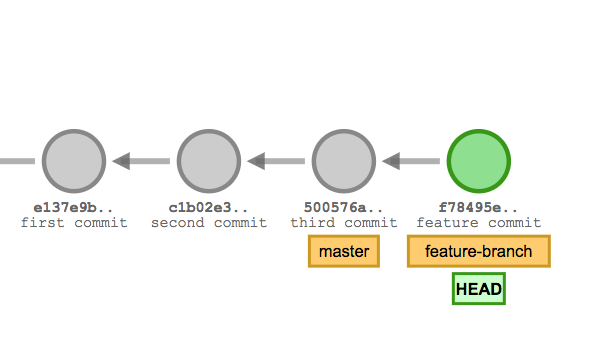 e137e9b..
first commit
c1b02e3..
second commit
500576a..
third commit
master
f78495e..
feature commit
feature-branch
HEAD